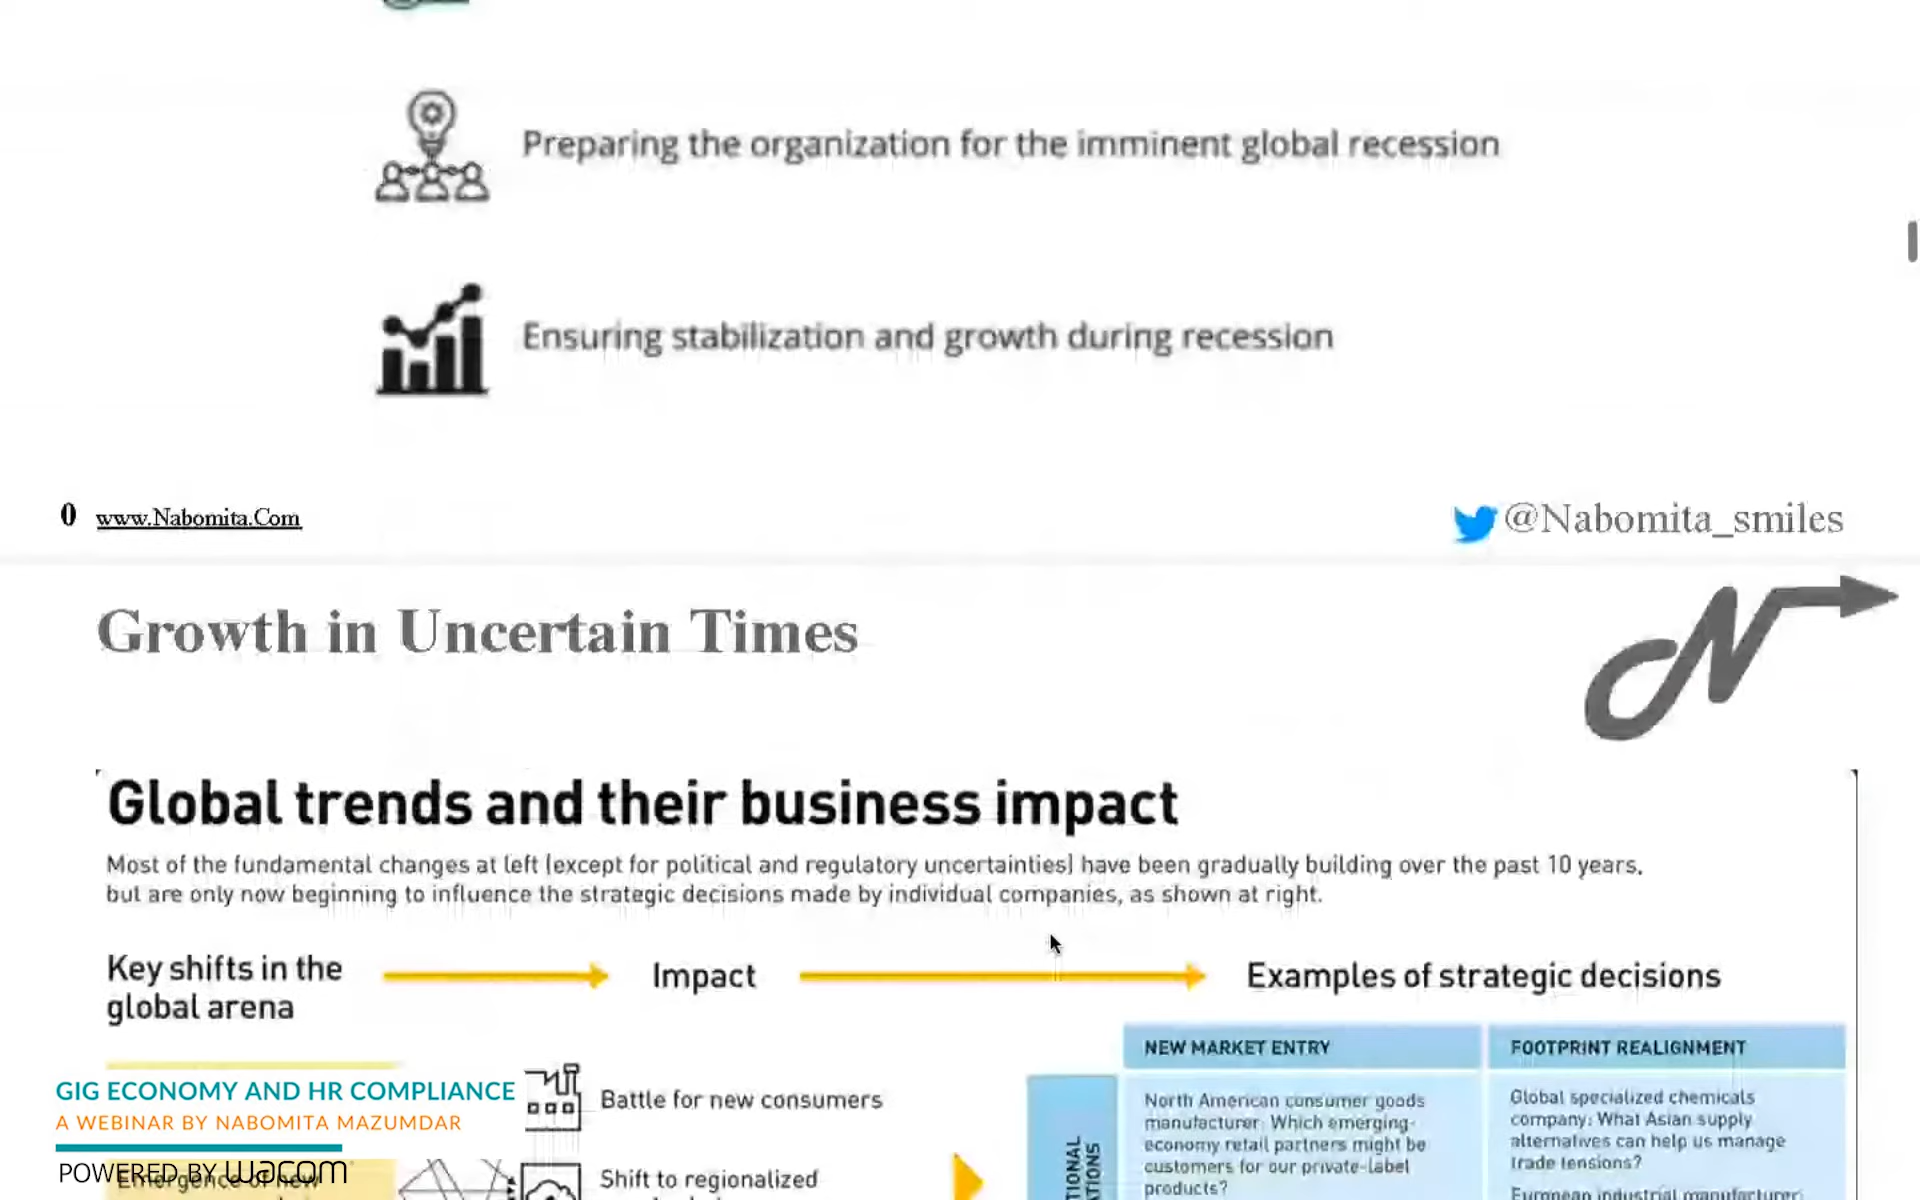 Preparing the organization for the imminent global recession
Ensuring stabilization and growth during recession
0 www.Nabomita.Com
@Nabomita_smiles
Growth in Uncertain Times
Global trends and their business impact
Most of the fundamental changes at left (except for political and regulatory uncertainties) have been gradually building over the past 10 years,
but are only now beginning to influence the strategic decisions made by individual companies, as shown at right.
Key shifts in the
global arena
Impact
Examples of strategic decisions
NEW MARKET ENTRY
FOOTPRINT REALIGNMENT
GIG ECONOMY AND HR COMPLIANCE
A WEBINAR BY NABOMITA MAZUMDAR
POWERED BY wacom
Emergence of new
Battle for new consumers
Shift to regionalized
North American consumer goods
manufacturer: Which emerging-
economy retail partners might be
customers for our private-label
products?
Global specialized chemicals
company: What Asian supply
alternatives can help us manage
trade tensions?
European industrial manufacturer: